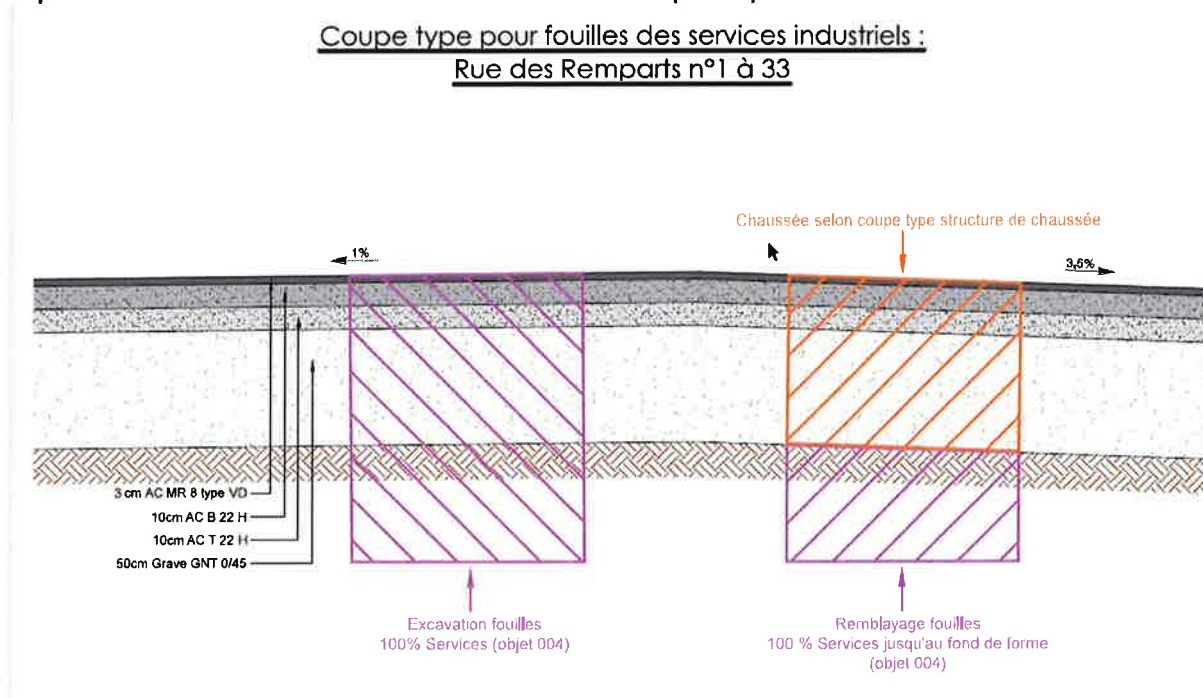 Coupe type pour fouilles des services industriels :
Rue des Remparts n°1 à 33
Chaussée selon coupe type structure de chaussée
1%
3,6%
3 cm AC MR 8 type VD
10cm AC B 22 H
10cm AC T 22 H
50cm Grave GNT 0/45
Excavation fouilles
100% Services (objet 004)
Remblayage fouilles
100 % Services jusqu'au fond de forme
(objet 004)